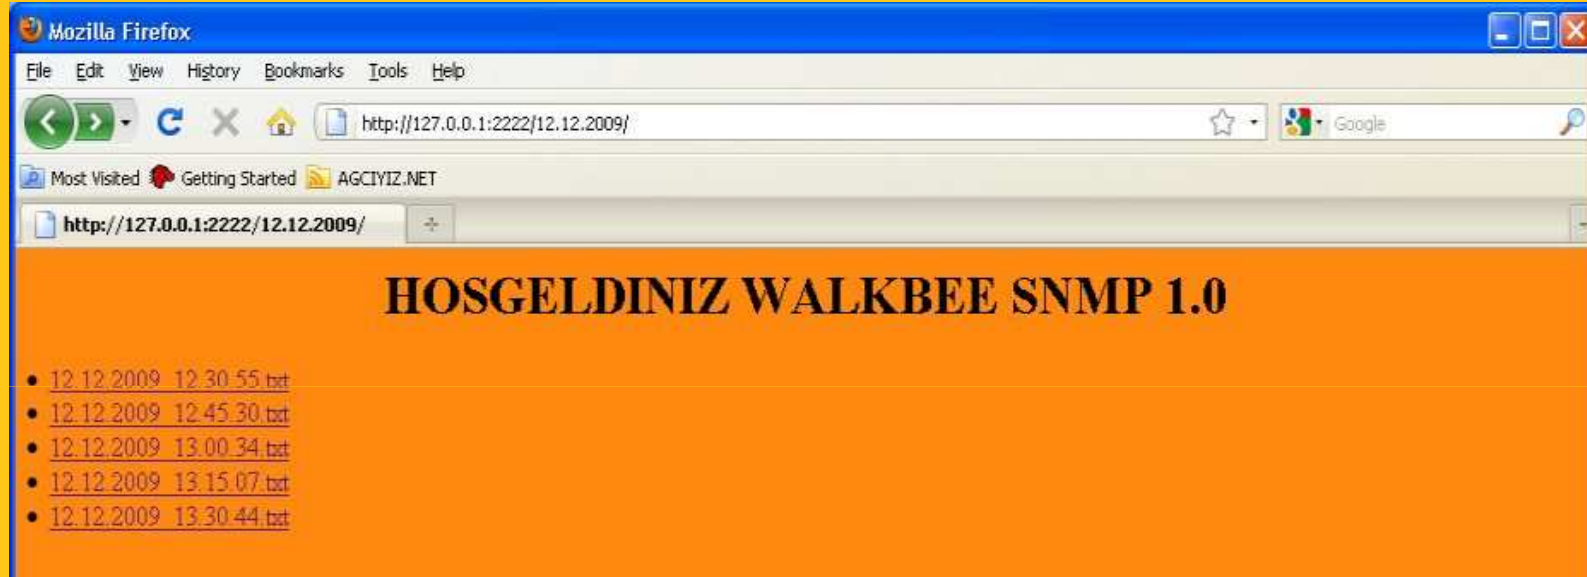 Mozilla Firefox
File Edit View History Bookmarks Tools Help
http://127.0.0.1:2222/12.12.2009/ Google
Most Visited Getting Started AGCIYIZ.NET
http://127.0.0.1:2222/12.12.2009/
HOSGELDINIZ WALKBEE SNMP 1.0
12.12.2009_12.30.55.txt
12.12.2009_12.45.30.txt
12.12.2009_13.00.34.txt
12.12.2009_13.15.07.txt
12.12.2009_13.30.44.txt